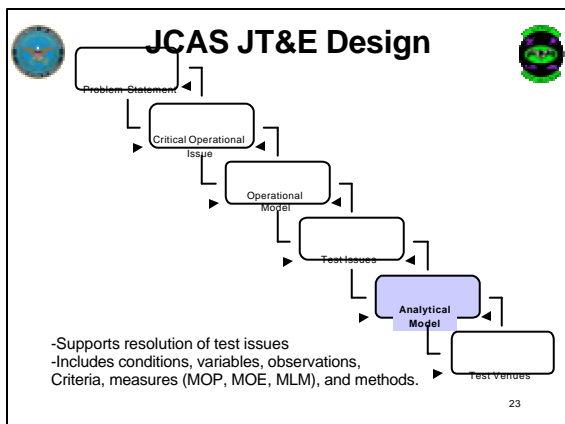 JCAS JT&E Design
Problem Statement
Critical Operational
Issue
Operational
Model
Test Issues
Analytical
Model
Test Venues
-Supports resolution of test issues
-Includes conditions, variables, observations,
Criteria, measures (MOP, MOE, MLM), and methods.
23